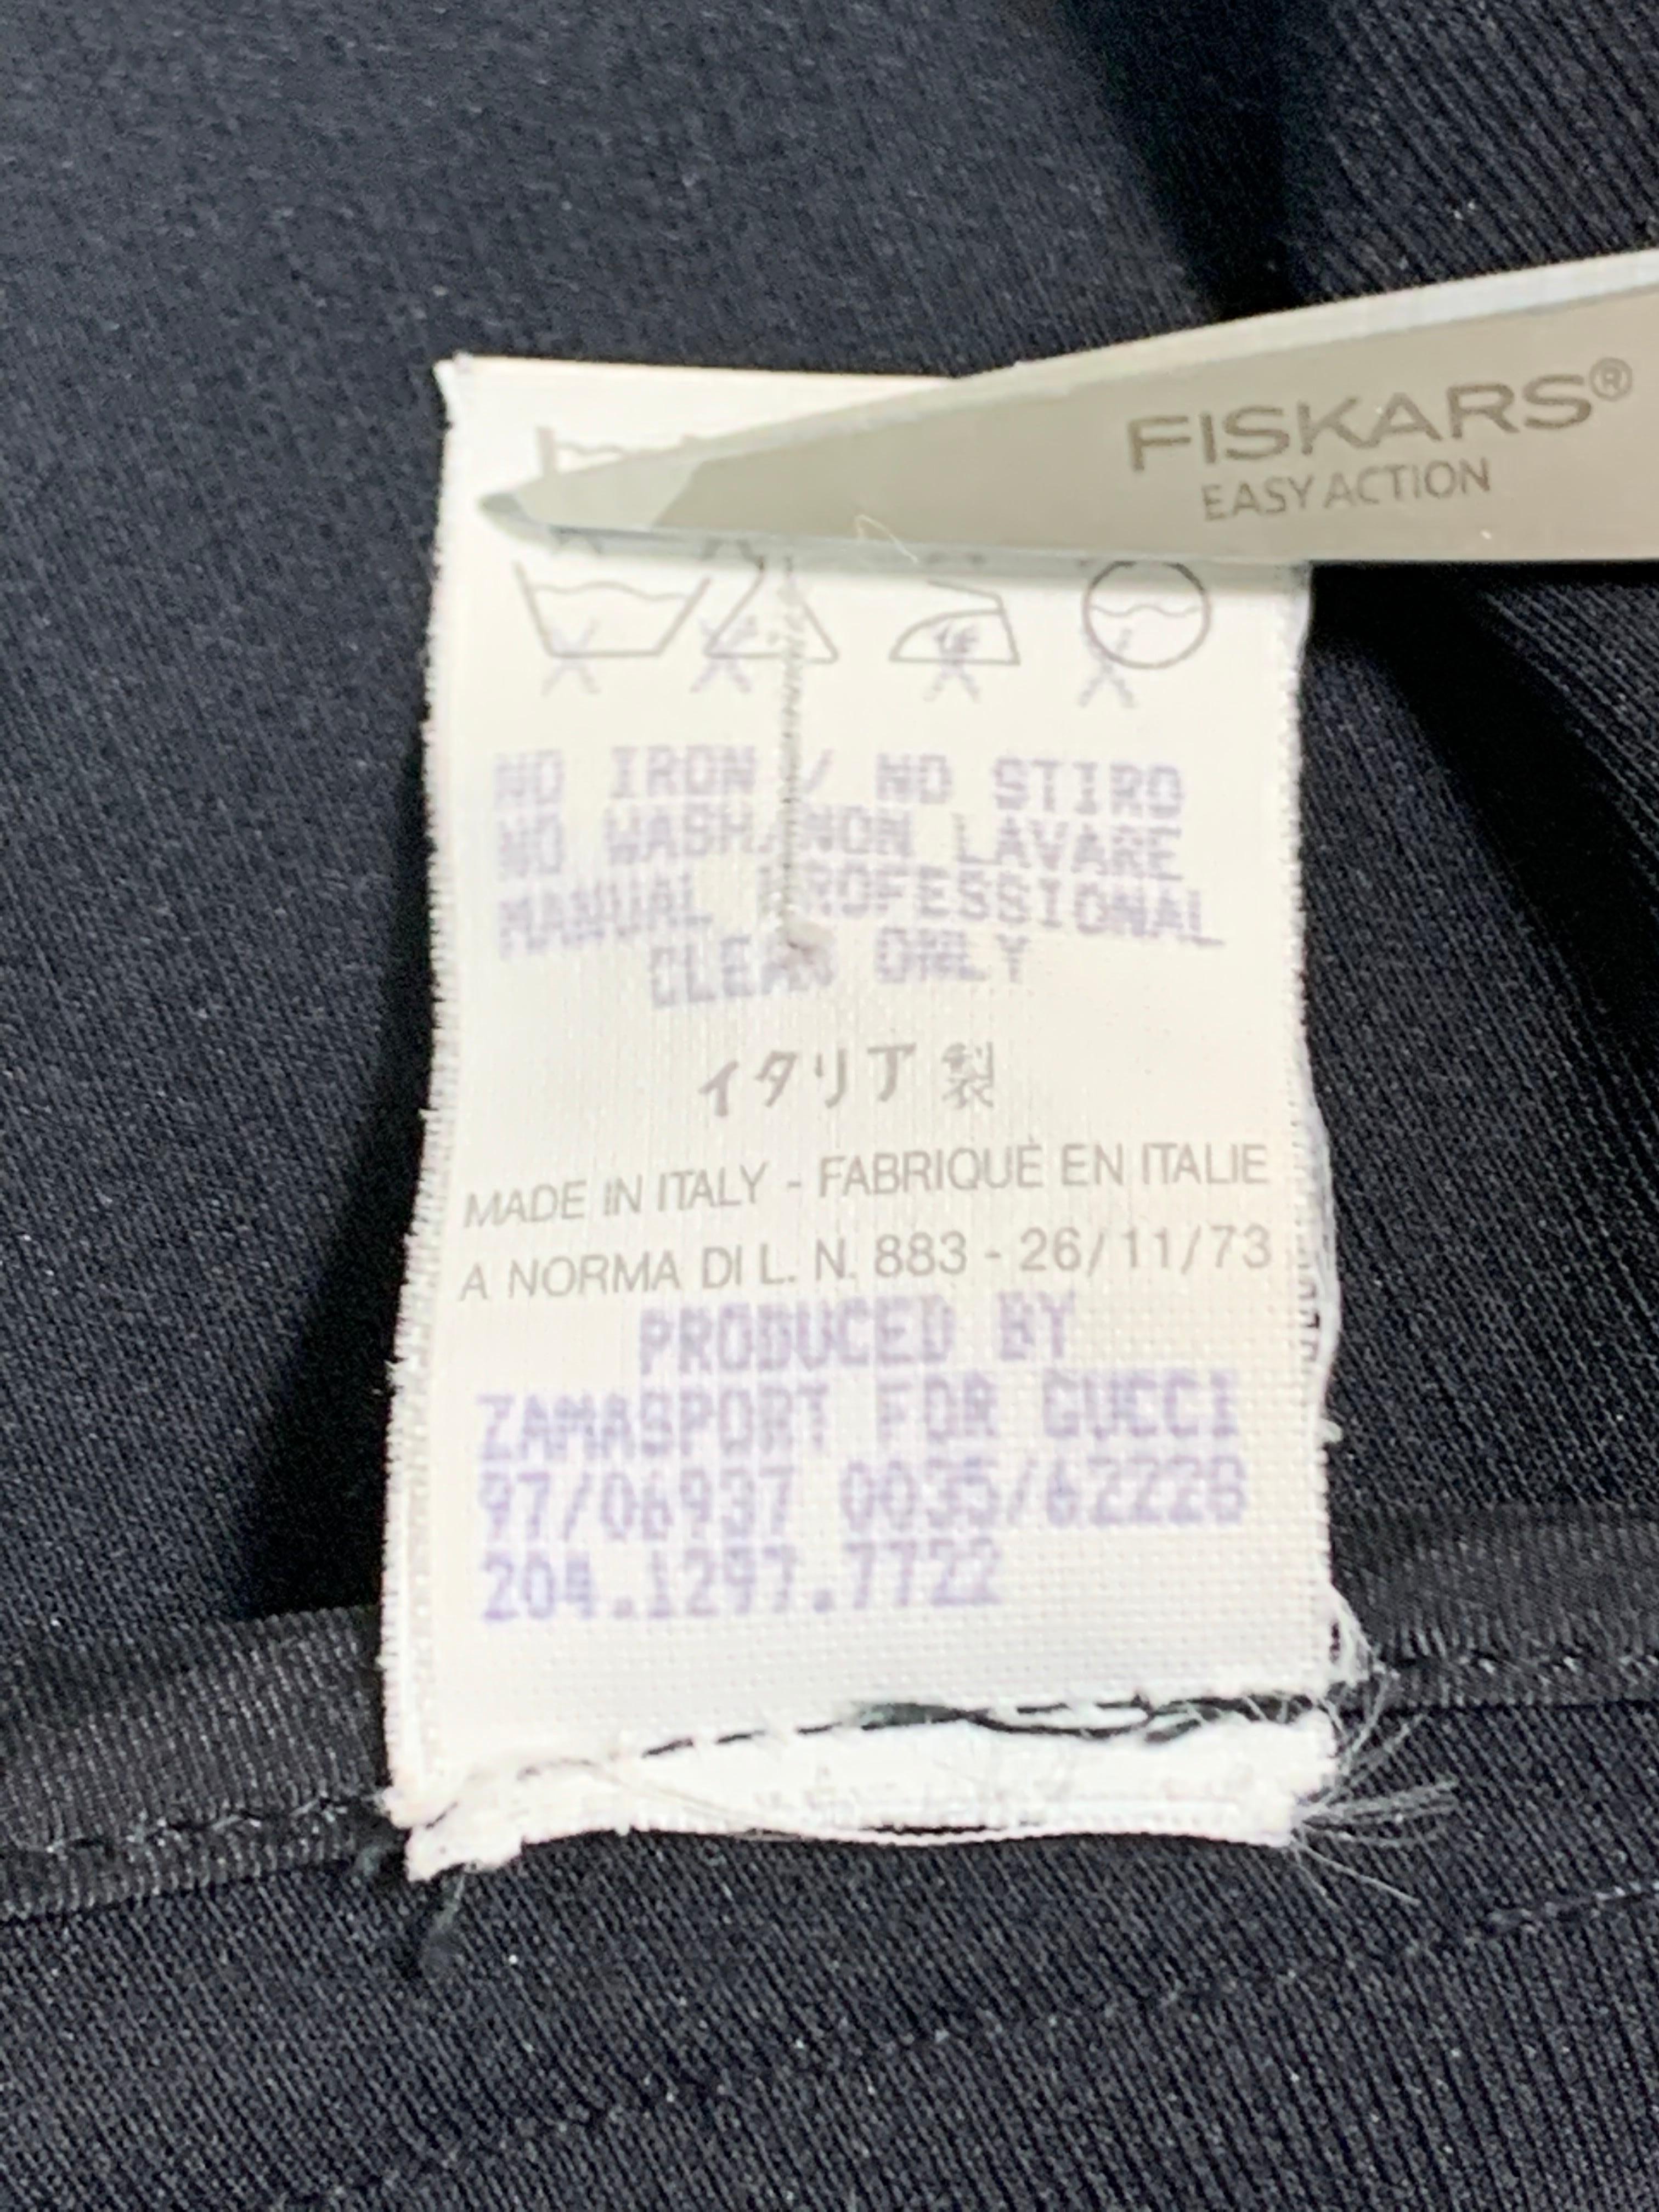 FISKARS®
EASY ACTION
NO IRON / NO STIRO
NO WASH/NON LAVARE
MANUAL PROFESSIONAL
CLEAN ONLY
イタリア製
MADE IN ITALY - FABRIQUÉ EN ITALIE
A NORMA DI L. N. 883 - 26/11/73
PRODUCED BY
ZAMASPORT FOR GUCCI
97/06937 0035/62228
204.1297.7722